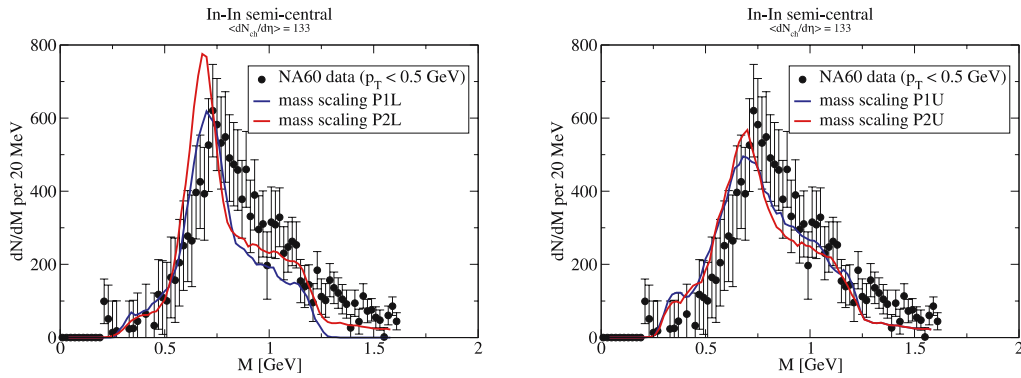 In-In semi-central
<dN_ch/dη> = 133
800
600
400
200
0
dN/dM per 20 MeV
NA60 data (p_T < 0.5 GeV)
mass scaling P1L
mass scaling P2L
0
0.5
1
1.5
2
M [GeV]
In-In semi-central
<dN_ch/dη> = 133
800
600
400
200
0
dN/dM per 20 MeV
NA60 data (p_T < 0.5 GeV)
mass scaling P1U
mass scaling P2U
0
0.5
1
1.5
2
M [GeV]